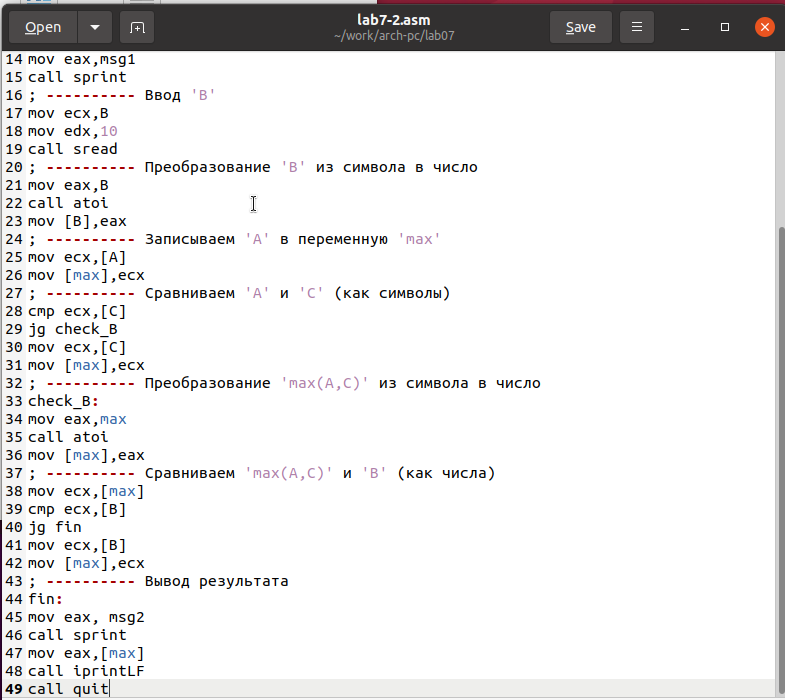 Open
lab7-2.asm
~/work/arch-pc/lab07
Save
14 mov eax,msg1
15 call sprint
16 ; ---------- Ввод 'B'
17 mov ecx,B
18 mov edx,10
19 call sread
20 ; ---------- Преобразование 'B' из символа в число
21 mov eax,B
22 call atoi
23 mov [B],eax
24 ; ---------- Записываем 'A' в переменную 'max'
25 mov ecx,[A]
26 mov [max],ecx
27 ; ---------- Сравниваем 'A' и 'C' (как символы)
28 cmp ecx,[C]
29 jg check_B
30 mov ecx,[C]
31 mov [max],ecx
32 ; ---------- Преобразование 'max(A,C)' из символа в число
33 check_B:
34 mov eax,max
35 call atoi
36 mov [max],eax
37 ; ---------- Сравниваем 'max(A,C)' и 'B' (как числа)
38 mov ecx,[max]
39 cmp ecx,[B]
40 jg fin
41 mov ecx,[B]
42 mov [max],ecx
43 ; ---------- Вывод результата
44 fin:
45 mov eax, msg2
46 call sprint
47 mov eax,[max]
48 call iprintLF
49 call quit